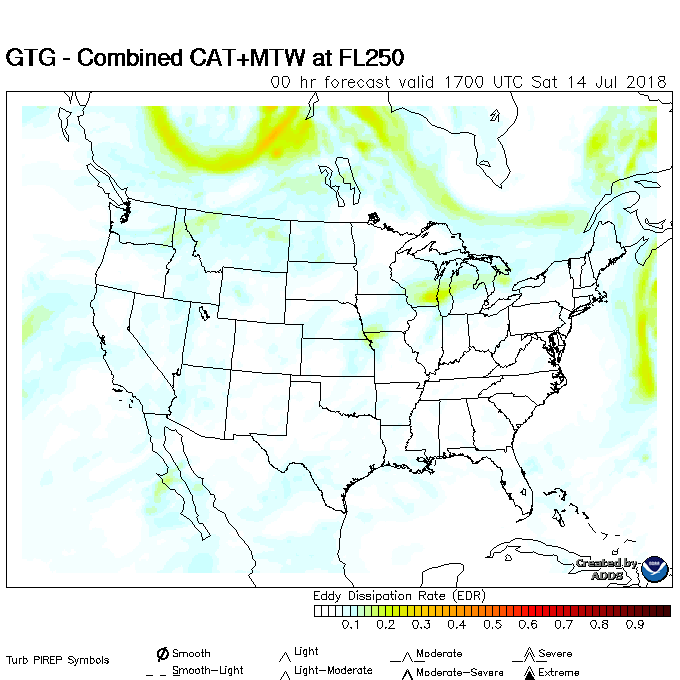 GTG - Combined CAT+MTW at FL250
00 hr forecast valid 1700 UTC Sat 14 Jul 2018
Created by
ADDS
Eddy Dissipation Rate (EDR)
0.1 0.2 0.3 0.4 0.5 0.6 0.7 0.8 0.9
Turb PIREP Symbols
Smooth Light Moderate Severe
Smooth-Light Light-Moderate Moderate-Severe Extreme